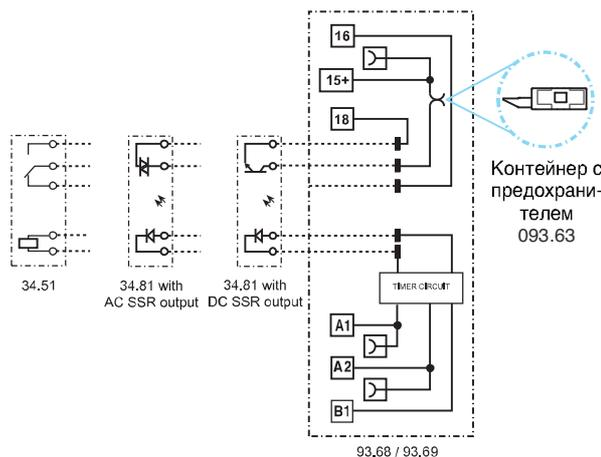 16
15+
18
Контейнер с
предохрани-
телем
093.63
34.51
34.81 with
AC SSR output
34.81 with
DC SSR output
TIMER CIRCUIT
A1
A2
B1
93.68 / 93.69